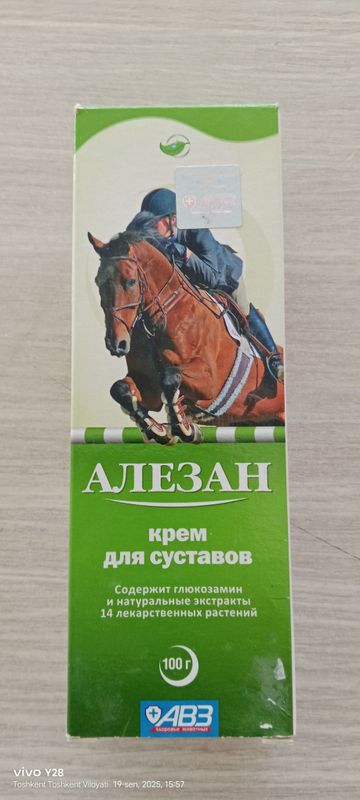 АЛЕЗАН
крем
для суставов
Содержит глюкозамин
и натуральные экстракты
14 лекарственных растений
100 г
АВЗ
здоровье животных
vivo Y28
Toshkent Toshkent Viloyati 19-sen, 2025, 15:57